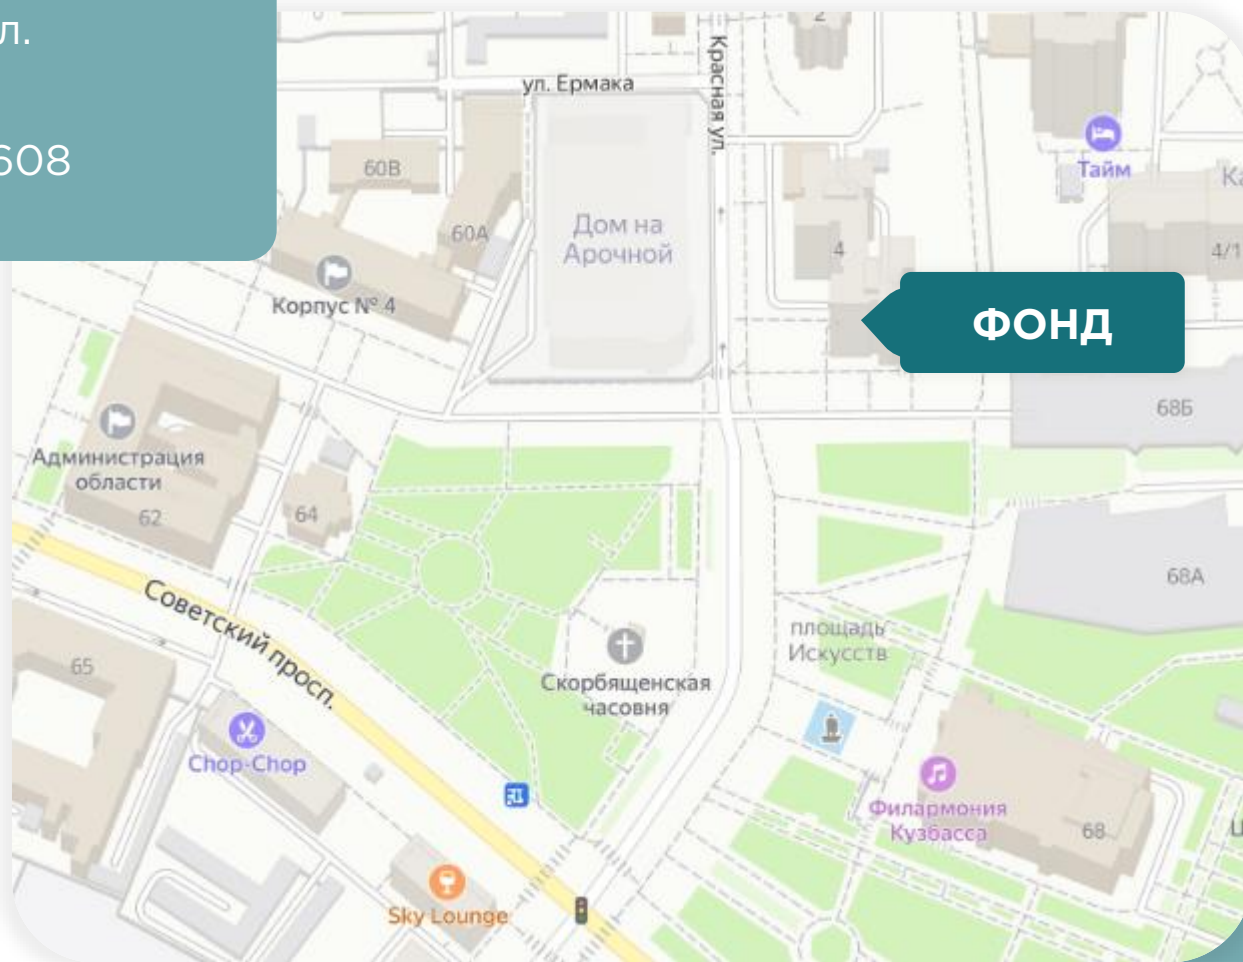 л.
608
2
ул. Ермака
Красная ул.
Тайм
60В
60А
Дом на
Арочной
4
4/1
Корпус № 4
ФОНД
68Б
Администрация
области
62
64
68А
Советский просп.
площадь
Искусств
65
Скорбященская
часовня
Chop-Chop
Филармония
Кузбасса
68
Sky Lounge